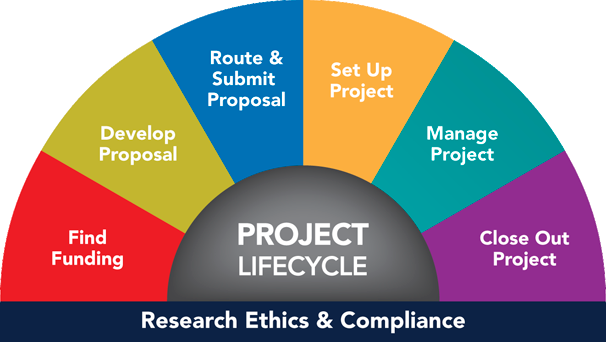 Find
Funding
Develop
Proposal
Route &
Submit
Proposal
Set Up
Project
Manage
Project
Close Out
Project
PROJECT
LIFECYCLE
Research Ethics & Compliance